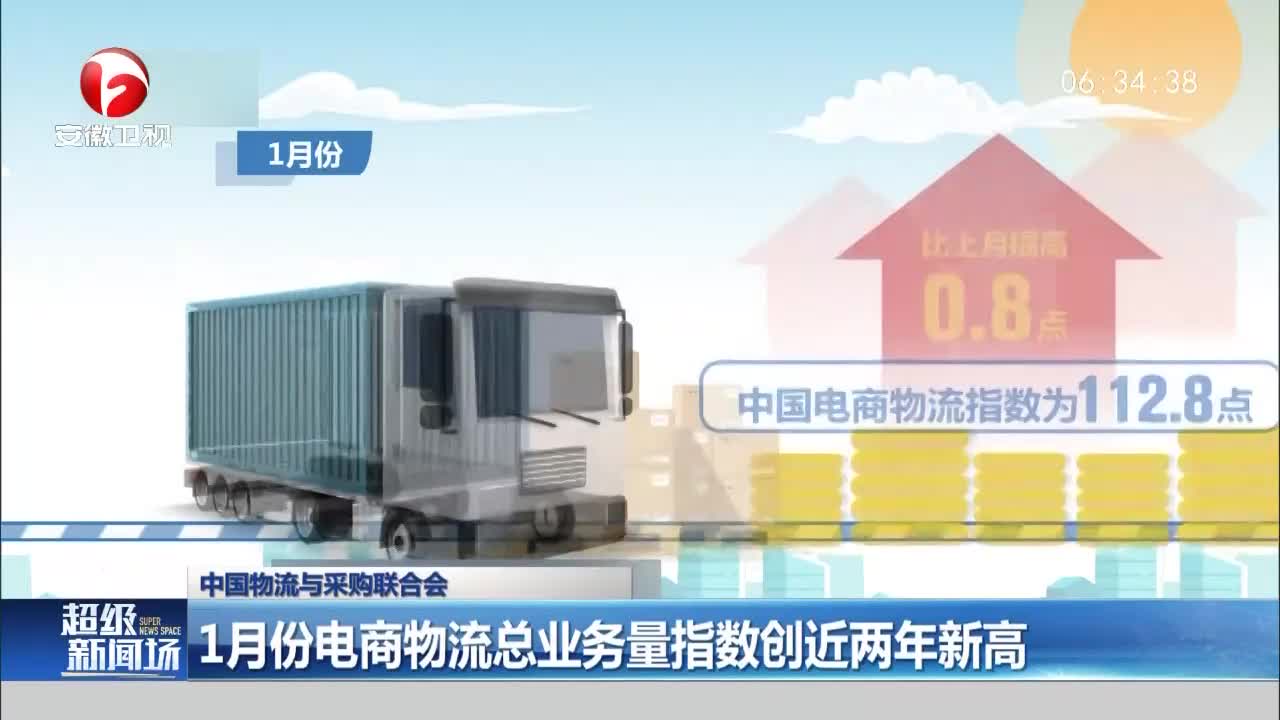 安徽卫视
06:34:38
1月份
比上月提高
0.8点
中国电商物流指数为112.8点
中国物流与采购联合会
超级新闻场
SUPER NEWS SPACE
1月份电商物流总业务量指数创近两年新高